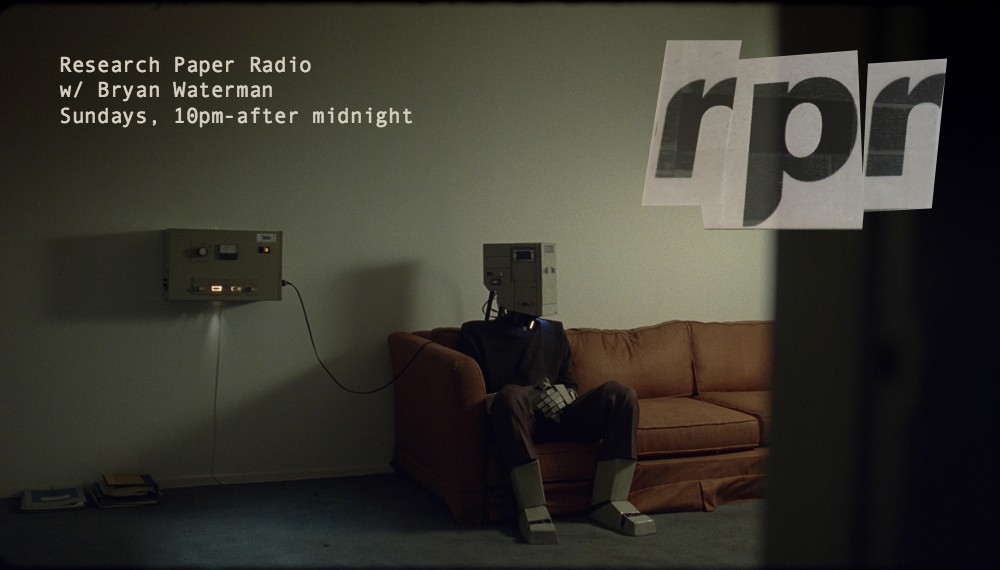 Research Paper Radio
w/ Bryan Waterman
Sundays, 10pm-after midnight
rpr